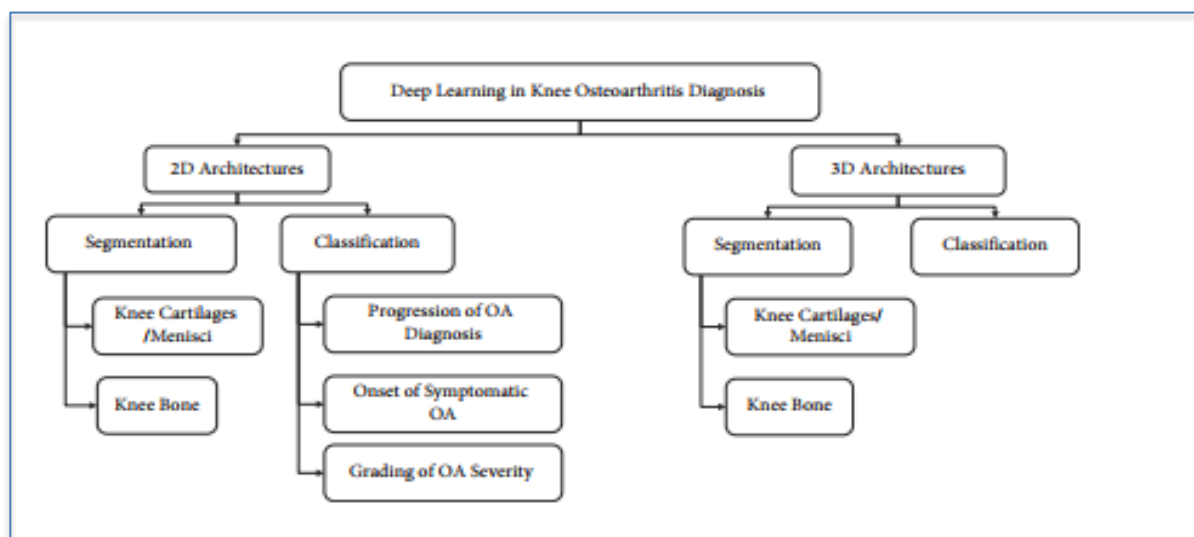 Deep Learning in Knee Osteoarthritis Diagnosis
2D Architectures
3D Architectures
Segmentation
Classification
Segmentation
Classification
Knee Cartilages
/Menisci
Progression of OA
Diagnosis
Knee Cartilages/
Menisci
Knee Bone
Onset of Symptomatic
OA
Knee Bone
Grading of OA Severity